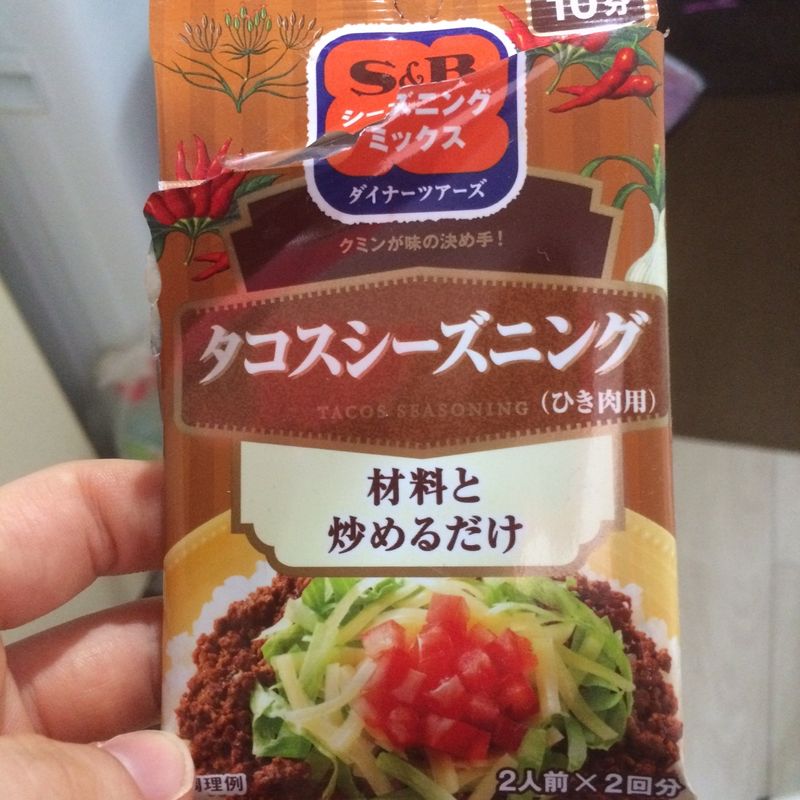 10分
S&B
シーズニング
ミックス
ダイナーツアーズ
クミンが味の決め手!
タコスシーズニング
TACOS SEASONING
(ひき肉用)
材料と
炒めるだけ
調理例
2人前×2回分